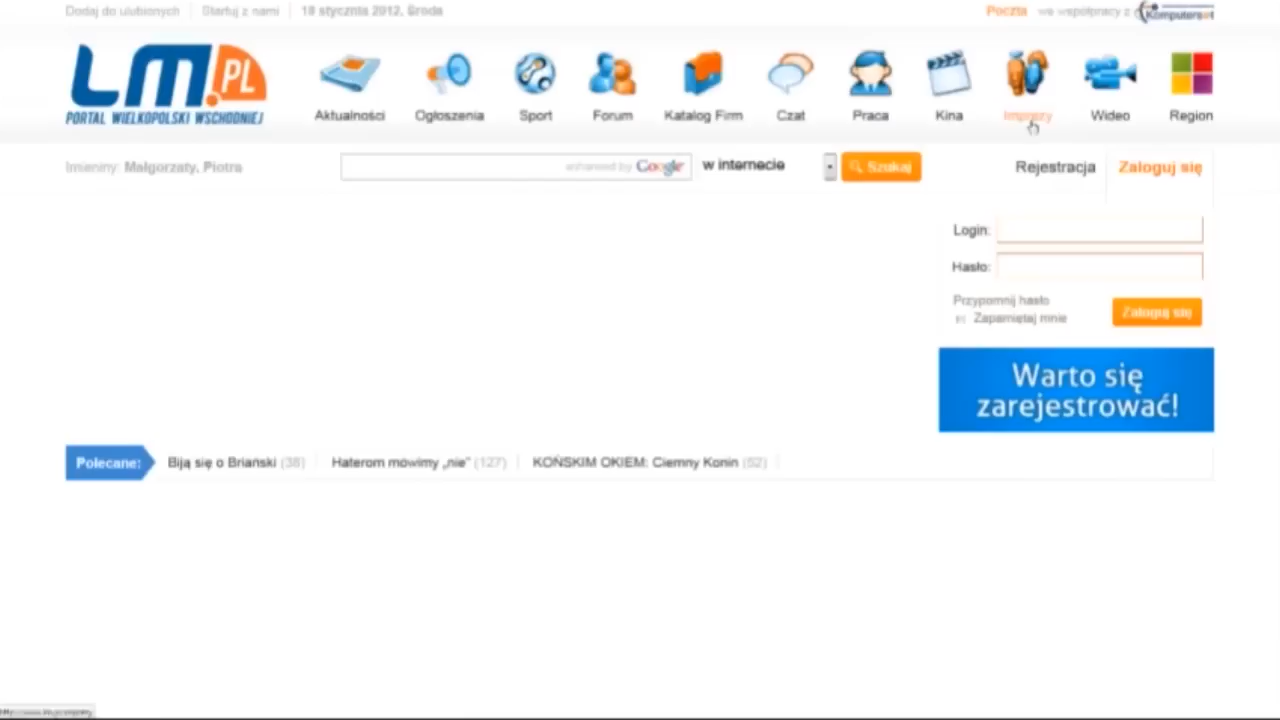 Dodaj do ulubionych Startuj z nami 18 stycznia 2012, środa Poczta we współpracy z Komputersat
LM.PL
PORTAL WIELKOPOLSKI WSCHODNIEJ
Aktualności Ogłoszenia Sport Forum Katalog Firm Czat Praca Kina Imprezy Wideo Region
Imieniny: Małgorzaty, Piotra enhanced by Google w internecie Szukaj Rejestracja Zaloguj się
Login:
Hasło:
Przypomnij hasło
Zapamiętaj mnie Zaloguj się
Warto się
zarejestrować!
Polecane: Biją się o Briański (38) Haterom mówimy „nie” (127) KOŃSKIM OKIEM: Ciemny Konin (52)